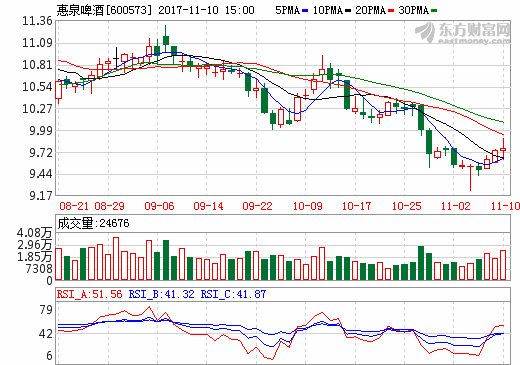 惠泉啤酒[600573] 2017-11-10 15:00 5PMA 10PMA 20PMA 30PMA
东方财富网
eastmoney.com
11.36
11.09
10.81
10.54
10.27
9.99
9.72
9.44
9.17
08-21 08-29 09-06 09-14 09-22 10-09 10-17 10-25 11-02 11-10
成交量:24676
4.08万
2.96万
1.85万
7308
0
RSI_A:51.56 RSI_B:41.32 RSI_C:41.87
79
42
6